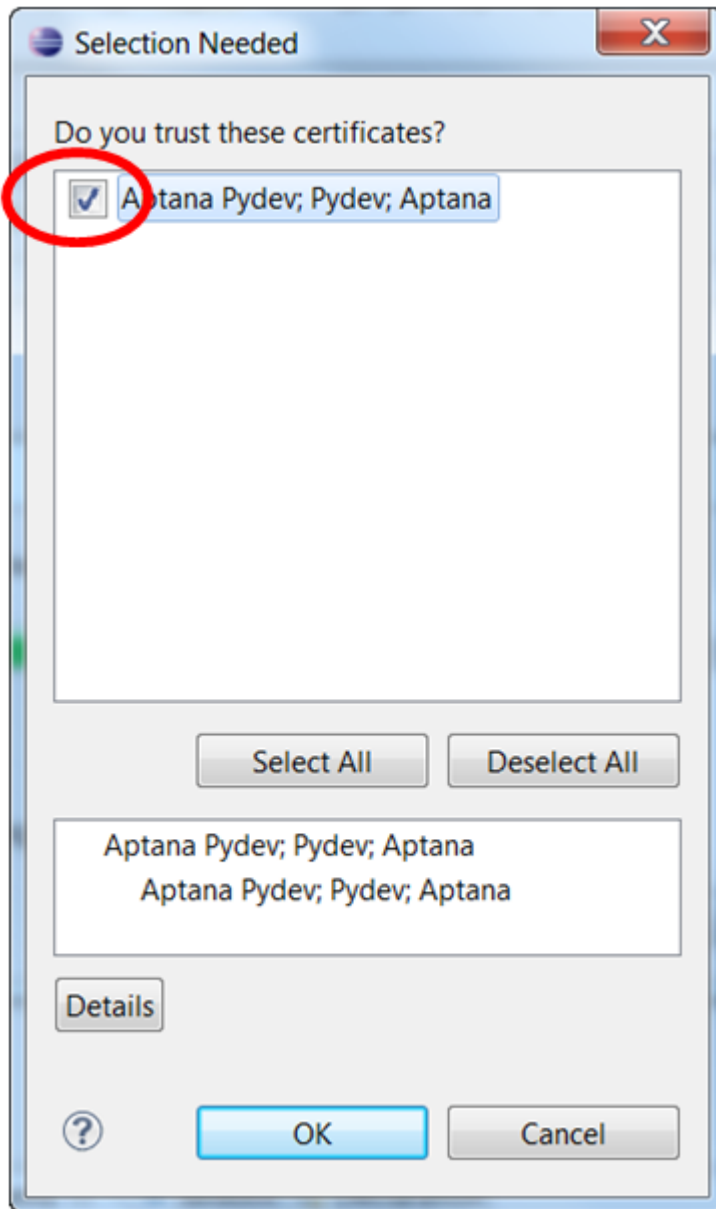 Selection Needed
Do you trust these certificates?
Aptana Pydev; Pydev; Aptana
Select All
Deselect All
Aptana Pydev; Pydev; Aptana
Aptana Pydev; Pydev; Aptana
Details
?
OK
Cancel